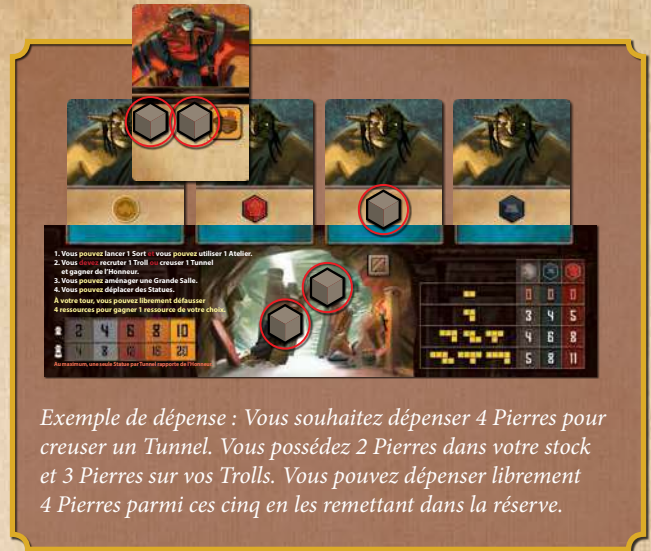 1. Vous pouvez lancer 1 Sort et vous pouvez utiliser 1 Atelier.
2. Vous devez recruter 1 Troll ou creuser 1 Tunnel
et gagner de l'Honneur.
3. Vous pouvez aménager une Grande Salle.
4. Vous pouvez déplacer des Statues.
À votre tour, vous pouvez librement défausser
4 ressources pour gagner 1 ressource de votre choix.
2 4 6 8 10
4 8 12 16 20
Au maximum, une seule Statue par Tunnel rapporte de l'Honneur.
0 0 0
3 4 5
4 6 8
5 8 11
Exemple de dépense : Vous souhaitez dépenser 4 Pierres pour
creuser un Tunnel. Vous possédez 2 Pierres dans votre stock
et 3 Pierres sur vos Trolls. Vous pouvez dépenser librement
4 Pierres parmi ces cinq en les remettant dans la réserve.